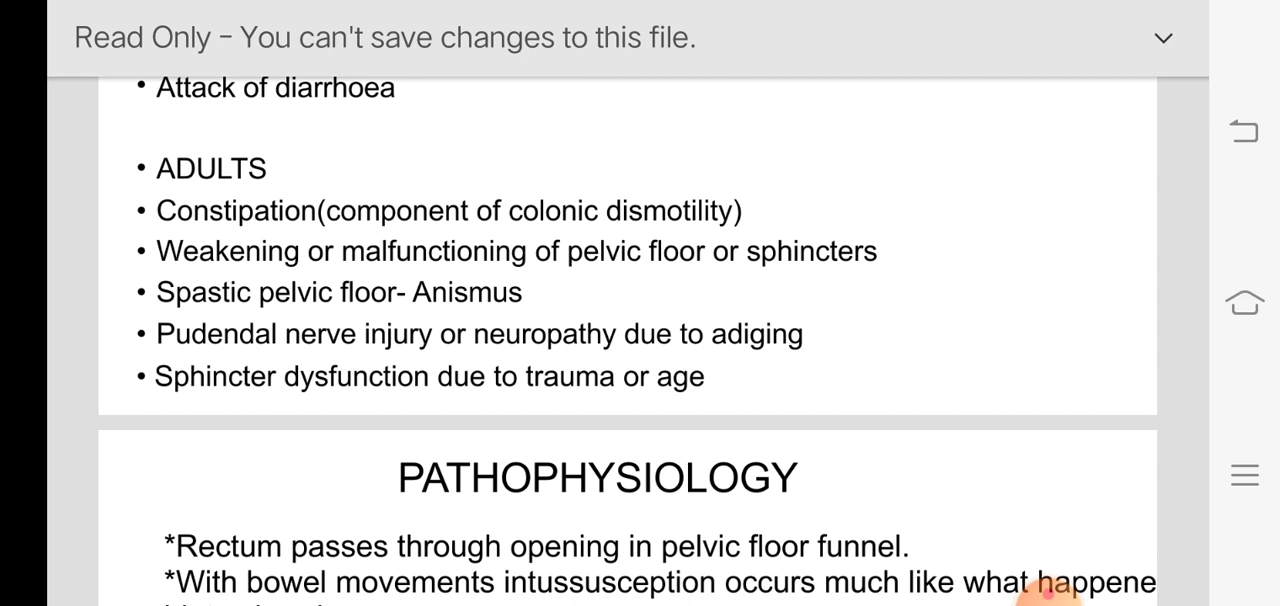 Read Only - You can't save changes to this file.
• Attack of diarrhoea
• ADULTS
• Constipation(component of colonic dismotility)
• Weakening or malfunctioning of pelvic floor or sphincters
• Spastic pelvic floor- Anismus
• Pudendal nerve injury or neuropathy due to adiging
• Sphincter dysfunction due to trauma or age
PATHOPHYSIOLOGY
*Rectum passes through opening in pelvic floor funnel.
*With bowel movements intussusception occurs much like what happene